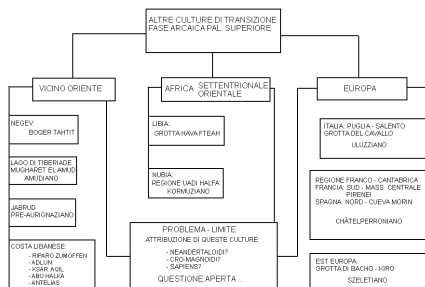 ALTRE CULTURE DI TRANSIZIONE
FASE ARCAICA PAL. SUPERIORE
VICINO ORIENTE
AFRICA SETTENTRIONALE
ORIENTALE
EUROPA
NEGEV:
BOQER TAHTIT
LAGO DI TIBERIADE
MUGHARET EL AMUD
AMUDIANO
JABRUD
PRE-AURIGNAZIANO
COSTA LIBANESE:
- RIPARO ZUMOFFEN
- ADLUN
- KSAR AQIL
- ABU HALKA
- ANTELIAS
LIBIA:
GROTTA HAVA FTEAH
NUBIA:
REGIONE UADI HALFA
KORMUZIANO
PROBLEMA - LIMITE
ATTRIBUZIONE DI QUESTE CULTURE:
- NEANDERTALOIDI?
- CRO-MAGNOIDI?
- SAPIENS?
QUESTIONE APERTA ...
ITALIA: PUGLIA - SALENTO
GROTTA DEL CAVALLO
ULUZZIANO
REGIONE FRANCO - CANTABRICA
FRANCIA: SUD - MASS. CENTRALE
PIRENEI
SPAGNA: NORD - CUEVA MORIN
CHÂTELPERRONIANO
EST EUROPA:
GROTTA DI BACHO - KIRO
SZELETIANO